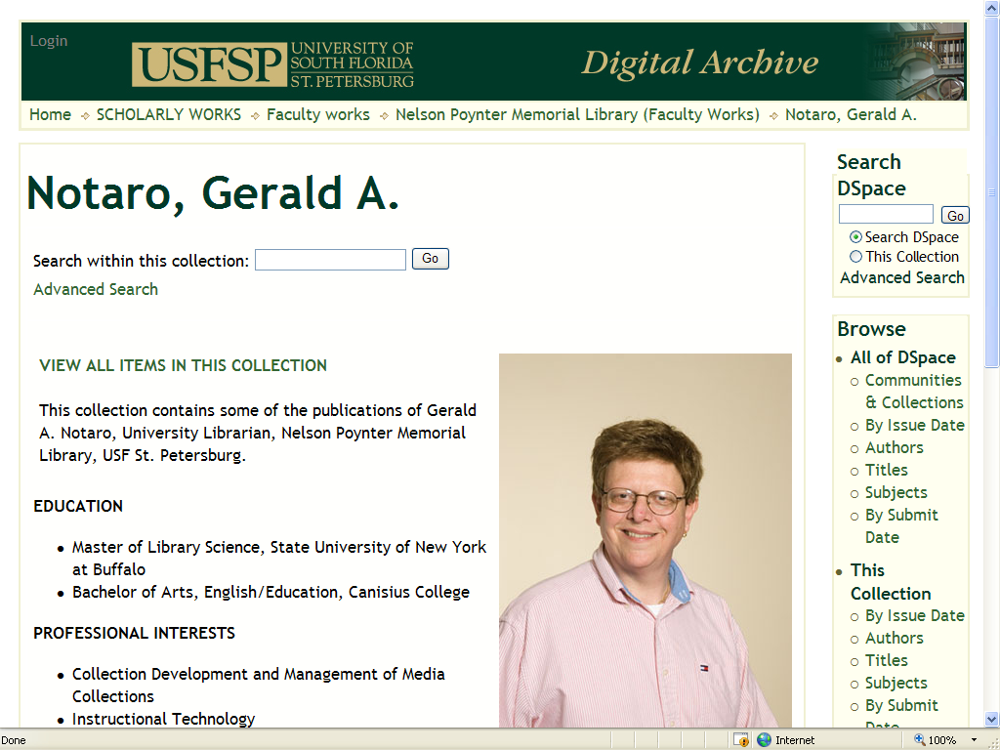 Login
USFSP UNIVERSITY OF
SOUTH FLORIDA
ST. PETERSBURG
Digital Archive
Home SCHOLARLY WORKS Faculty works Nelson Poynter Memorial Library (Faculty Works) Notaro, Gerald A.
Notaro, Gerald A.
Search within this collection: Go
Advanced Search
VIEW ALL ITEMS IN THIS COLLECTION
This collection contains some of the publications of Gerald
A. Notaro, University Librarian, Nelson Poynter Memorial
Library, USF St. Petersburg.
EDUCATION
Master of Library Science, State University of New York
at Buffalo
Bachelor of Arts, English/Education, Canisius College
PROFESSIONAL INTERESTS
Collection Development and Management of Media
Collections
Instructional Technology
Search
DSpace
Go
Search DSpace
This Collection
Advanced Search
Browse
All of DSpace
Communities
& Collections
By Issue Date
Authors
Titles
Subjects
By Submit
Date
This
Collection
By Issue Date
Authors
Titles
Subjects
By Submit
Date
Done Internet 100%